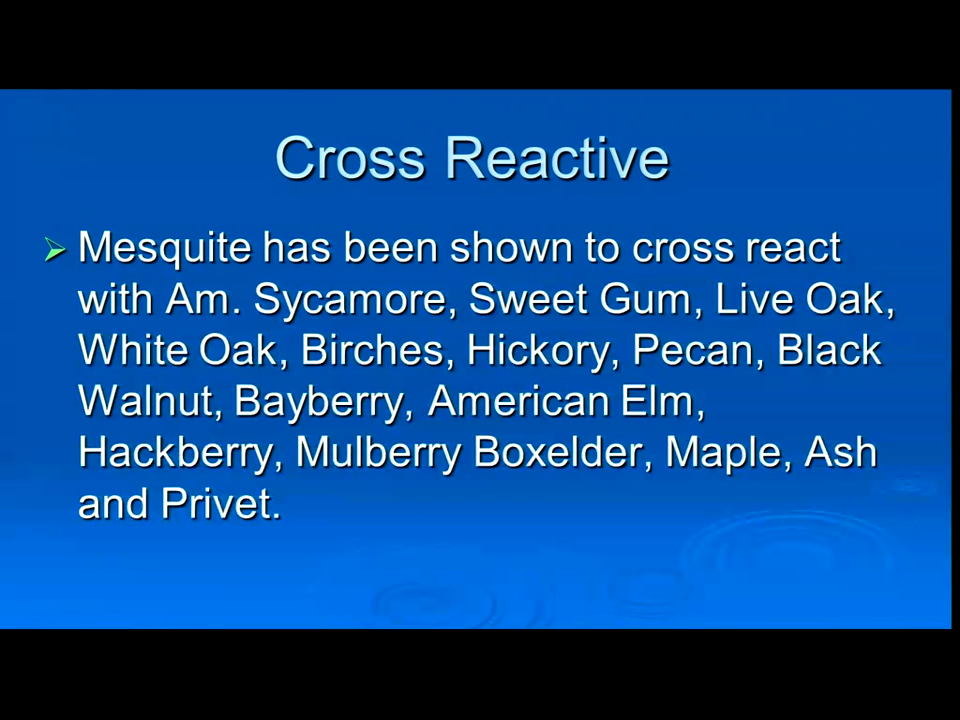 Cross Reactive
Mesquite has been shown to cross react
with Am. Sycamore, Sweet Gum, Live Oak,
White Oak, Birches, Hickory, Pecan, Black
Walnut, Bayberry, American Elm,
Hackberry, Mulberry Boxelder, Maple, Ash
and Privet.